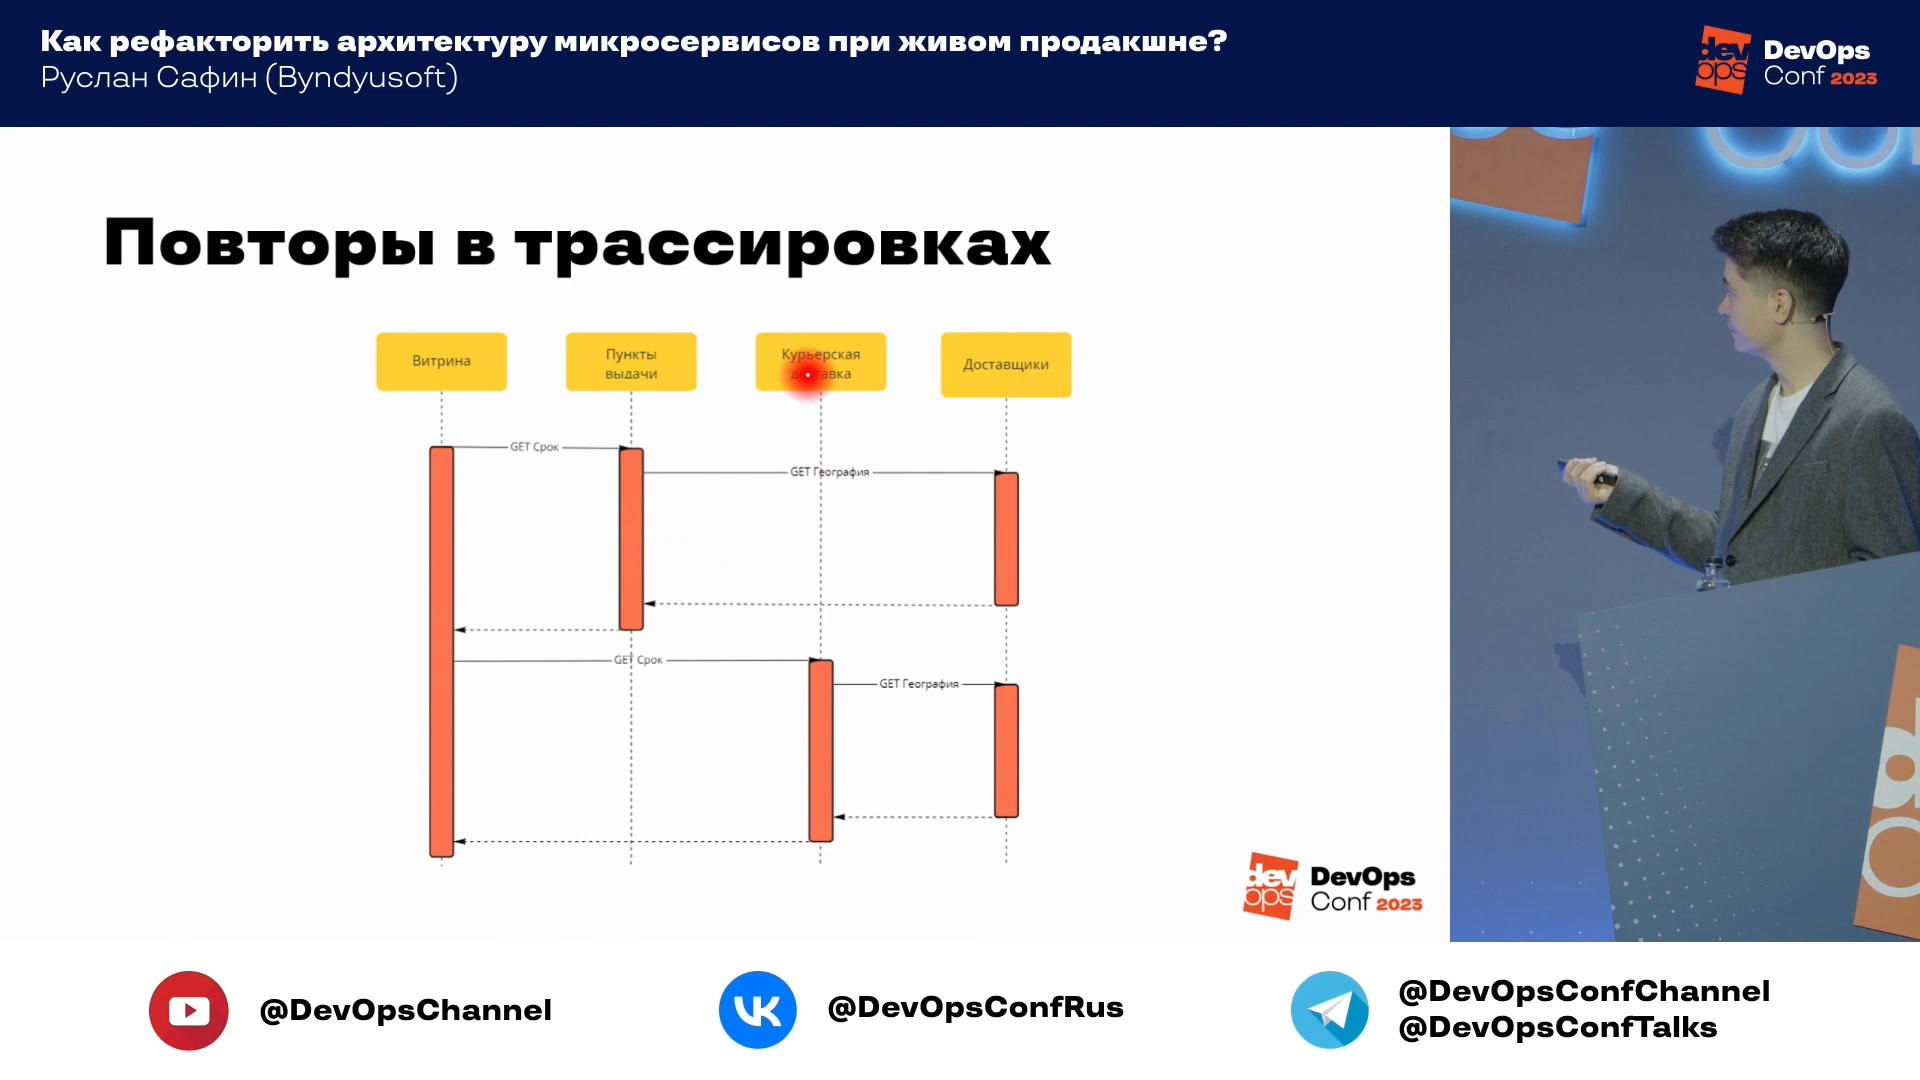 Как рефакторить архитектуру микросервисов при живом продакшне?
Руслан Сафин (Byndyusoft)
dev
ops
DevOps
Conf 2023
Повторы в трассировках
Витрина
Пункты
выдачи
Курьерская
Доставщики
GET Срок
GET География
GET Срок
GET География
dev
ops
DevOps
Conf 2023
@DevOpsChannel
@DevOpsConfRus
@DevOpsConfChannel
@DevOpsConfTalks